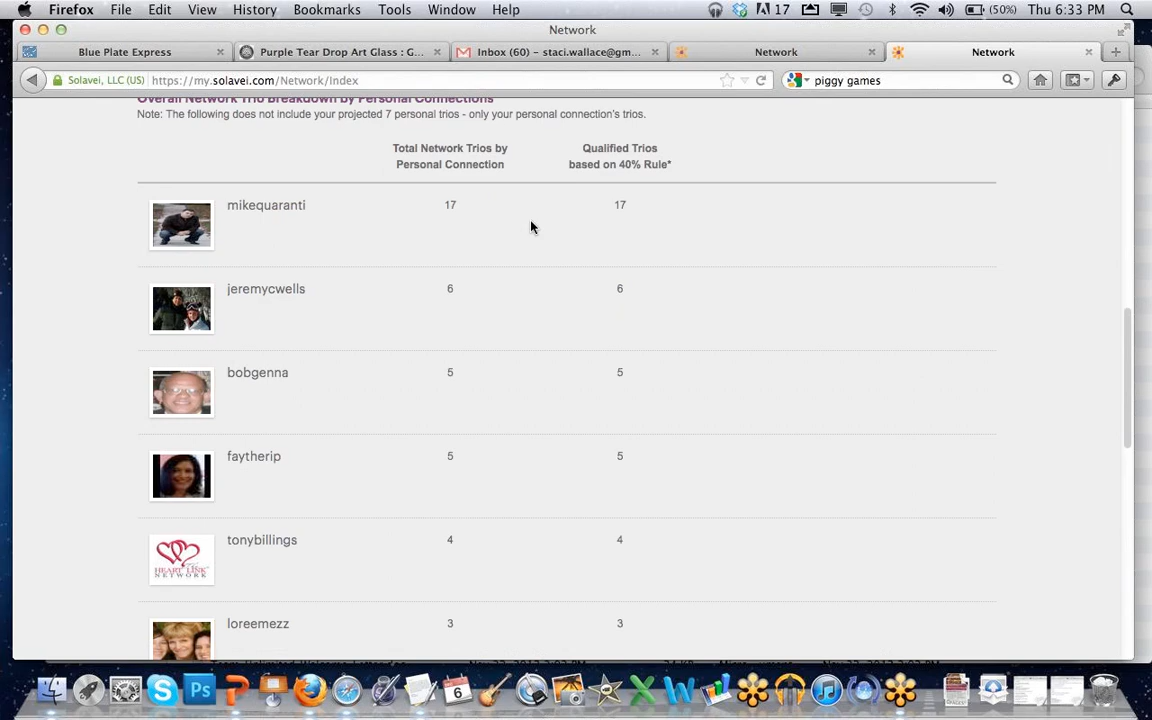 Firefox File Edit View History Bookmarks Tools Window Help 17 (50%) Thu 6:33 PM
Network
Blue Plate Express Purple Tear Drop Art Glass : G... Inbox (60) – staci.wallace@gm... Network Network
Solavei, LLC (US) https://my.solavei.com/Network/Index piggy games
Overall Network Trio Breakdown by Personal Connections
Note: The following does not include your projected 7 personal trios - only your personal connection's trios.
Total Network Trios by Qualified Trios
Personal Connection based on 40% Rule*
mikequaranti 17 17
jeremycwells 6 6
bobgenna 5 5
faytherip 5 5
tonybillings 4 4
HEART LINK
NETWORK
loreemezz 3 3
6